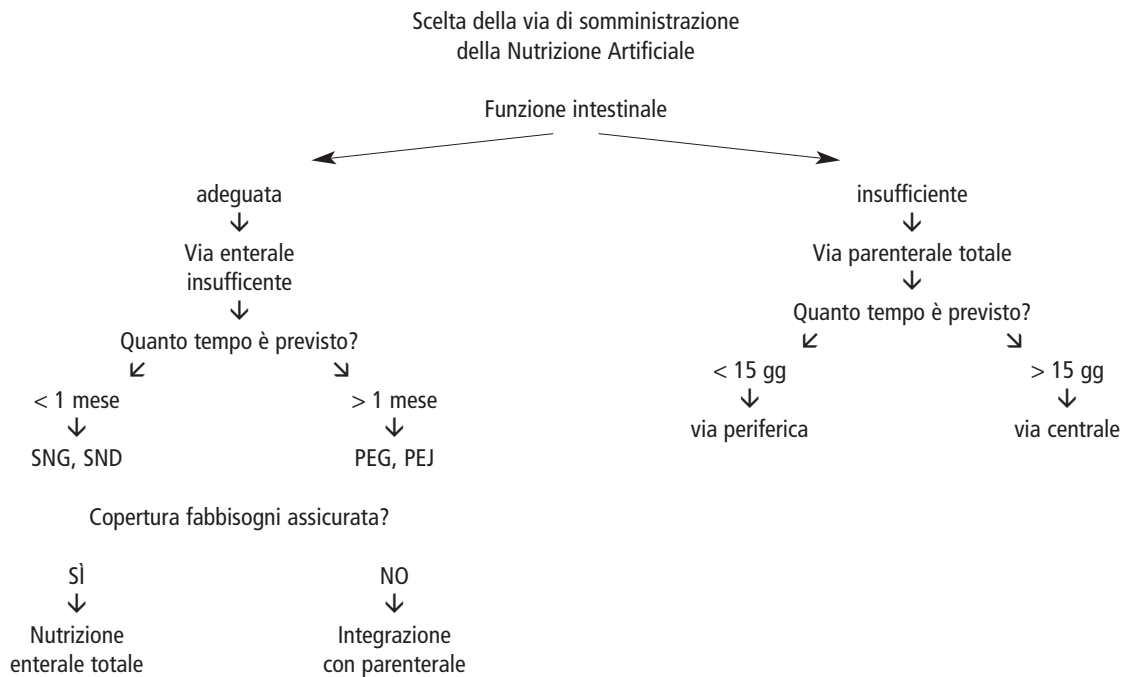 Scelta della via di somministrazione
della Nutrizione Artificiale
Funzione intestinale
adeguata
Via enterale
insufficente
Quanto tempo è previsto?
< 1 mese
SNG, SND
> 1 mese
PEG, PEJ
Copertura fabbisogni assicurata?
SÌ
Nutrizione
enterale totale
NO
Integrazione
con parenterale
insufficiente
Via parenterale totale
Quanto tempo è previsto?
< 15 gg
via periferica
> 15 gg
via centrale